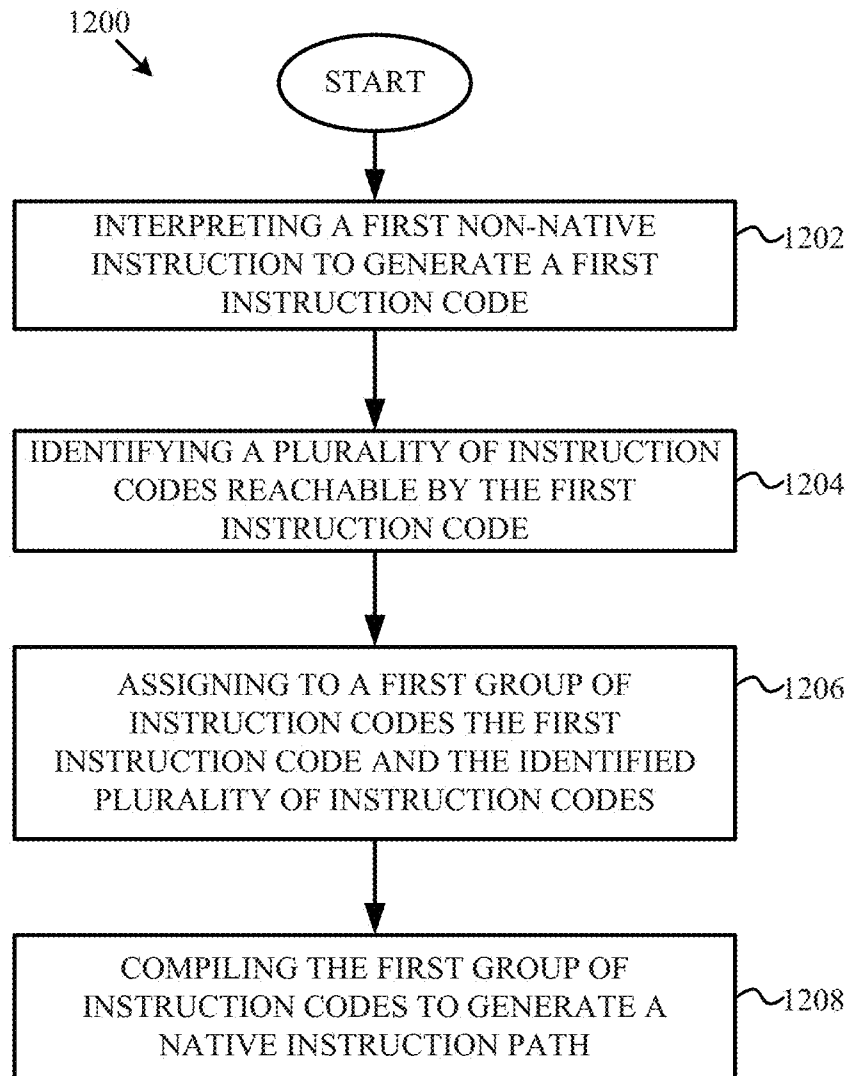 1200
START
INTERPRETING A FIRST NON-NATIVE
INSTRUCTION TO GENERATE A FIRST
INSTRUCTION CODE
1202
IDENTIFYING A PLURALITY OF INSTRUCTION
CODES REACHABLE BY THE FIRST
INSTRUCTION CODE
1204
ASSIGNING TO A FIRST GROUP OF
INSTRUCTION CODES THE FIRST
INSTRUCTION CODE AND THE IDENTIFIED
PLURALITY OF INSTRUCTION CODES
1206
COMPILING THE FIRST GROUP OF
INSTRUCTION CODES TO GENERATE A
NATIVE INSTRUCTION PATH
1208